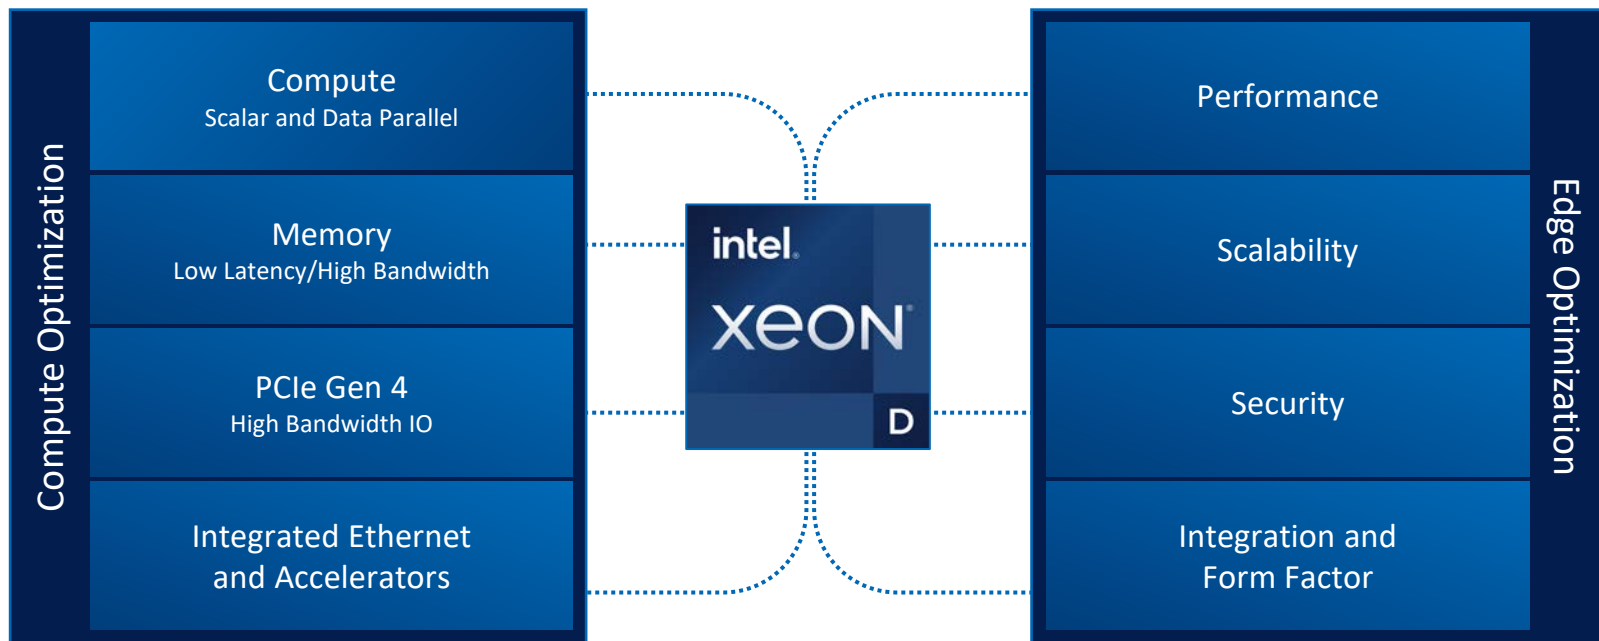 Compute Optimization
Compute
Scalar and Data Parallel
Memory
Low Latency/High Bandwidth
PCIe Gen 4
High Bandwidth IO
Integrated Ethernet
and Accelerators
intel®
xeon®
D
Performance
Scalability
Security
Integration and
Form Factor
Edge Optimization